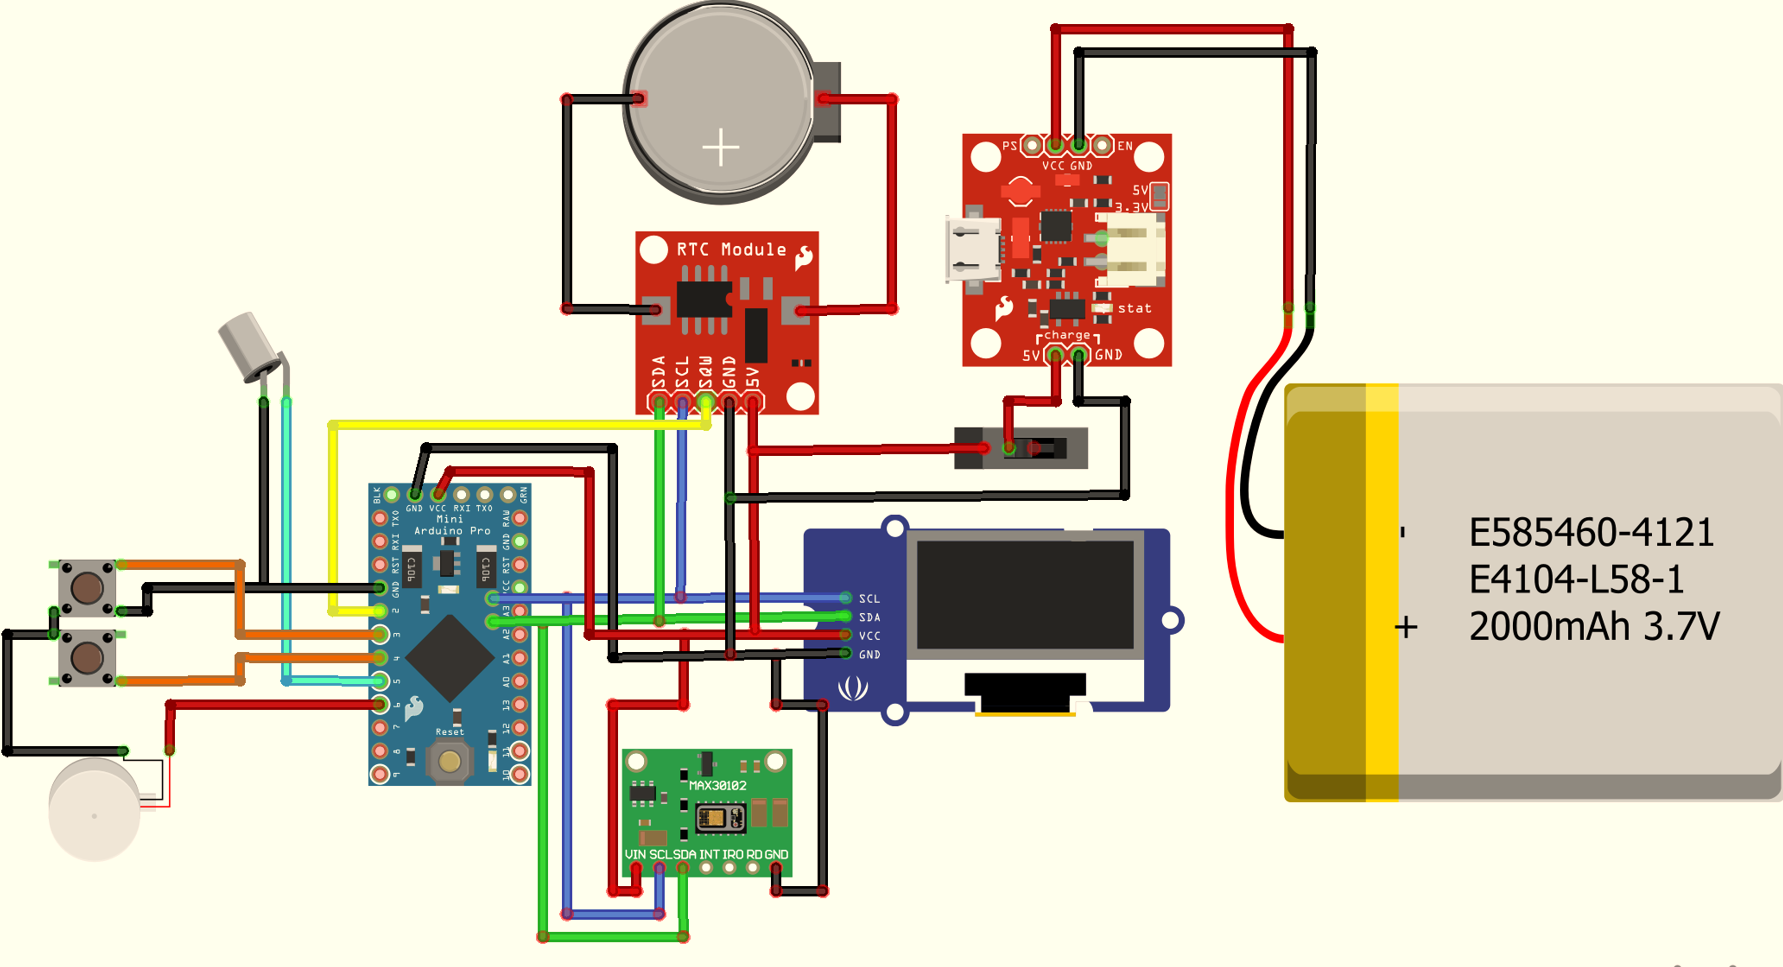 PS
EN
VCC GND
5V
3.3V
RTC Module
stat
charge
5V
GND
SDA
SCL
SQW
GND
5V
BLK
GND
VCC
RXI
TXO
GRN
Mini
Arduino Pro
TXO
RXI
RST
GND
2
3
4
5
6
7
8
9
RAW
GND
RST
VCC
A3
A2
A1
A0
13
12
11
10
C10P
C10P
Reset
SCL
SDA
VCC
GND
- E585460-4121
E4104-L58-1
+ 2000mAh 3.7V
MAX30102
VIN SCL SDA INT IRO RD GND